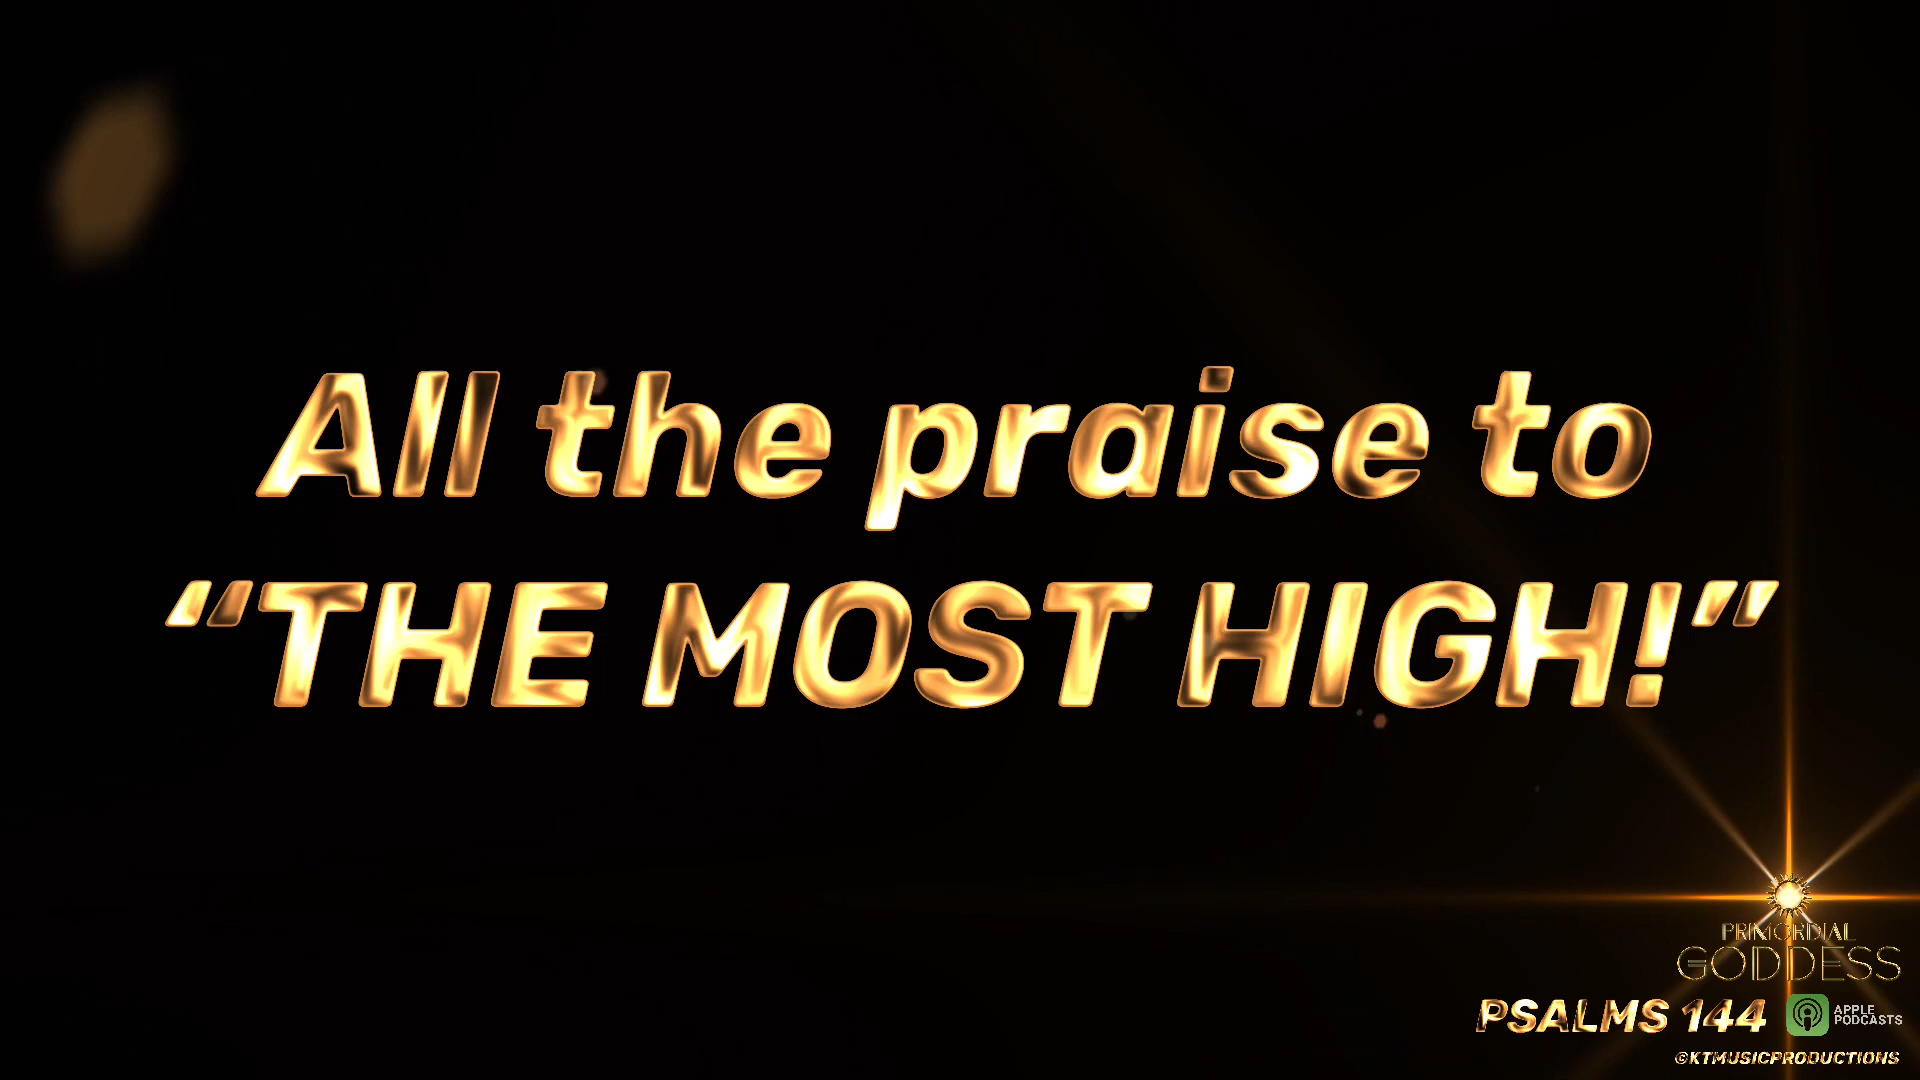 All the praise to
“THE MOST HIGH!”
PRIMORDIAL
GODDESS
PSALMS 144
APPLE
PODCASTS
©KTMUSICPRODUCTIONS